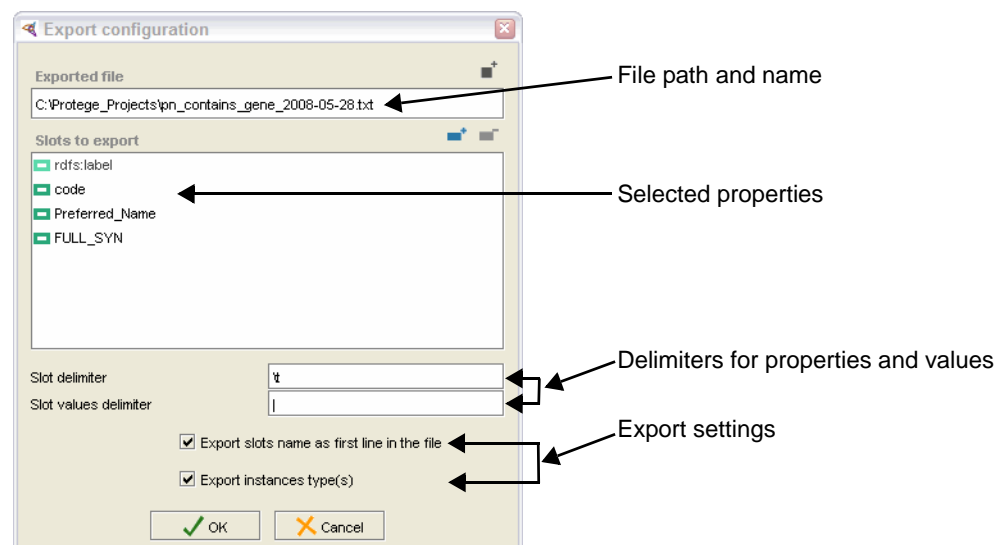 Export configuration
Exported file
File path and name
C:\Protege_Projects\pn_contains_gene_2008-05-28.txt
Slots to export
rdfs:label
code
Selected properties
Preferred_Name
FULL_SYN
Delimiters for properties and values
Slot delimiter \t
Slot values delimiter |
Export settings
Export slots name as first line in the file
Export instances type(s)
OK Cancel